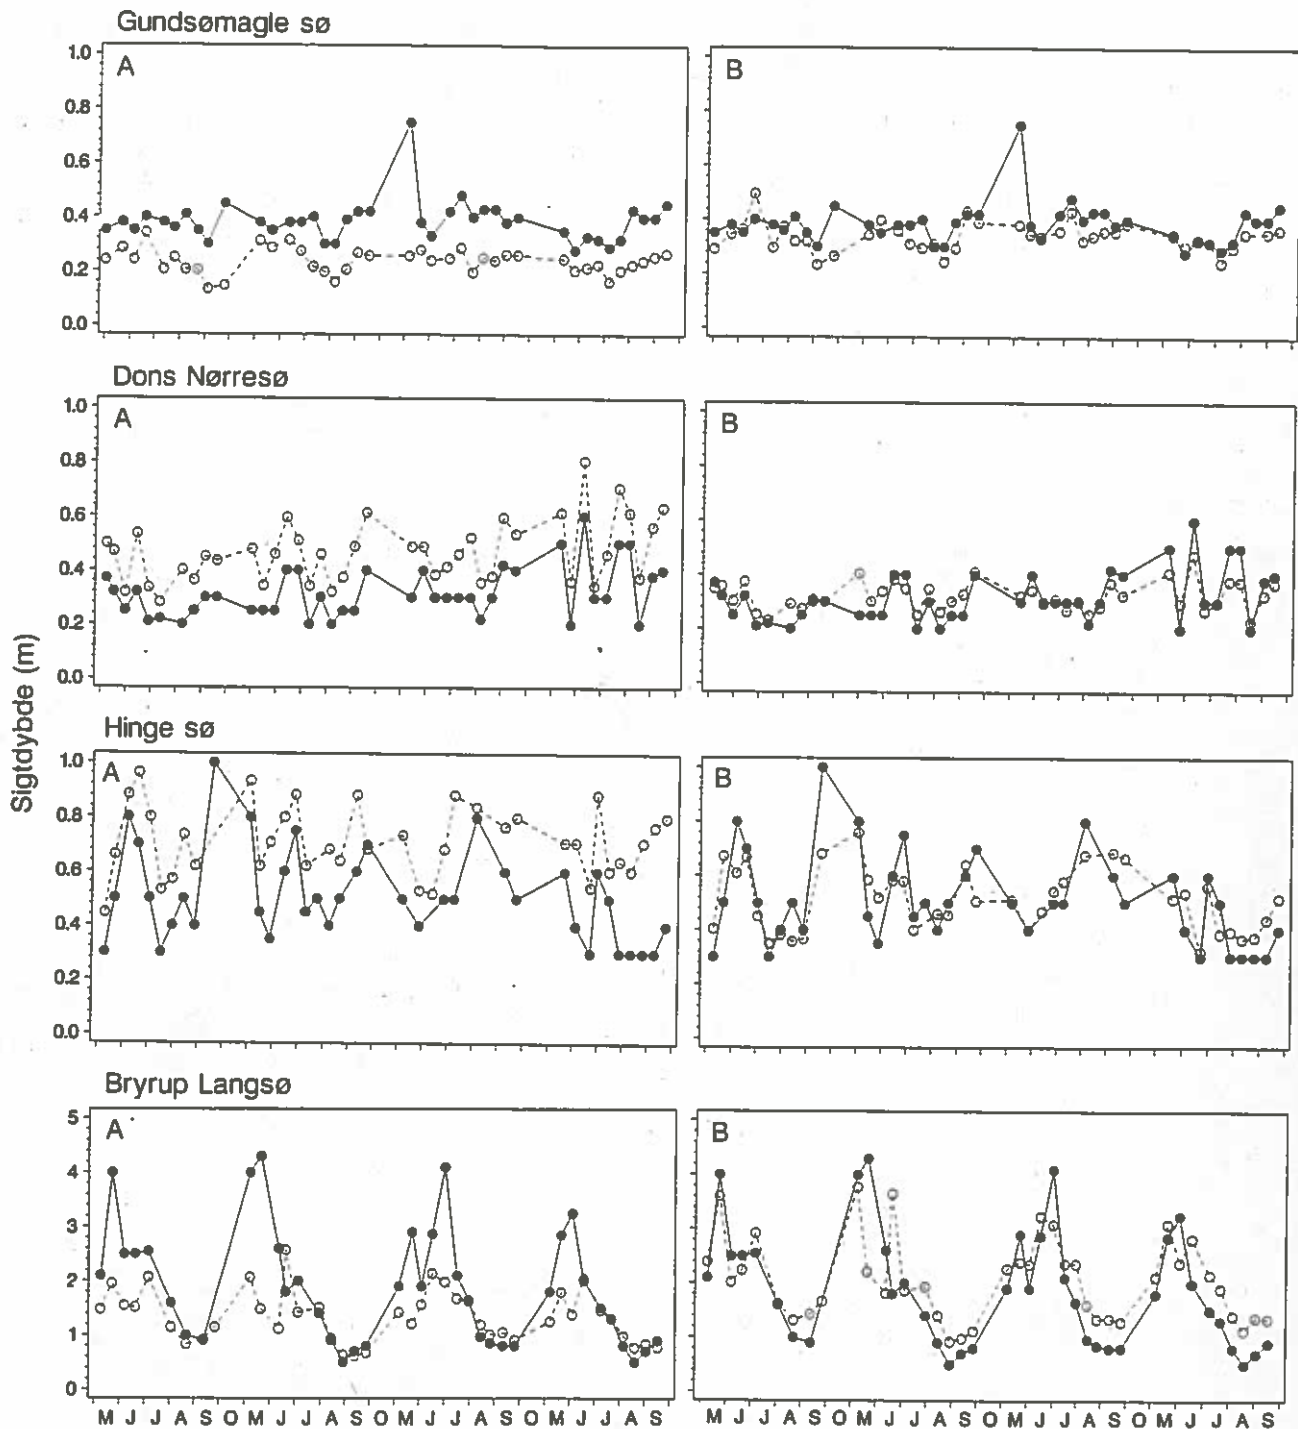 Gundsømagle sø
A
B
1.0
0.8
0.6
0.4
0.2
0.0
Dons Nørresø
A
B
1.0
0.8
0.6
0.4
0.2
0.0
Sigtdybde (m)
Hinge sø
A
B
1.0
0.8
0.6
0.4
0.2
0.0
Bryrup Langsø
A
B
5
4
3
2
1
0
M J J A S O M J J A S O M J J A S O M J J A S
M J J A S O M J J A S O M J J A S O M J J A S